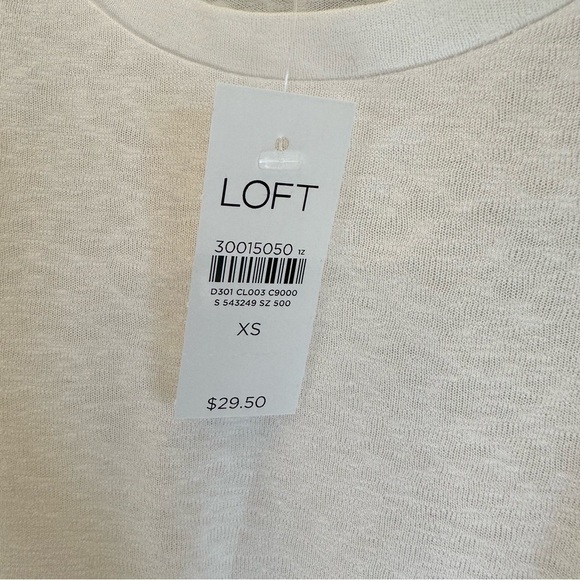 LOFT
30015050 1Z
D301 CL003 C9000
S 543249 SZ 500
XS
$29.50